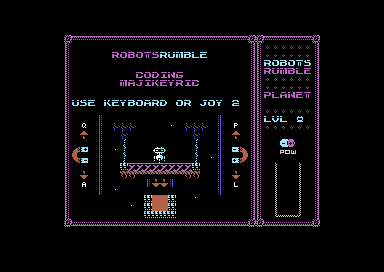 ROBOTSRUMBLE
CODING
MAJIKEYRIC
USE KEYBOARD OR JOY 2
Q
P
A
L
ROBOTS
RUMBLE
PLANET
LVL 0
POW